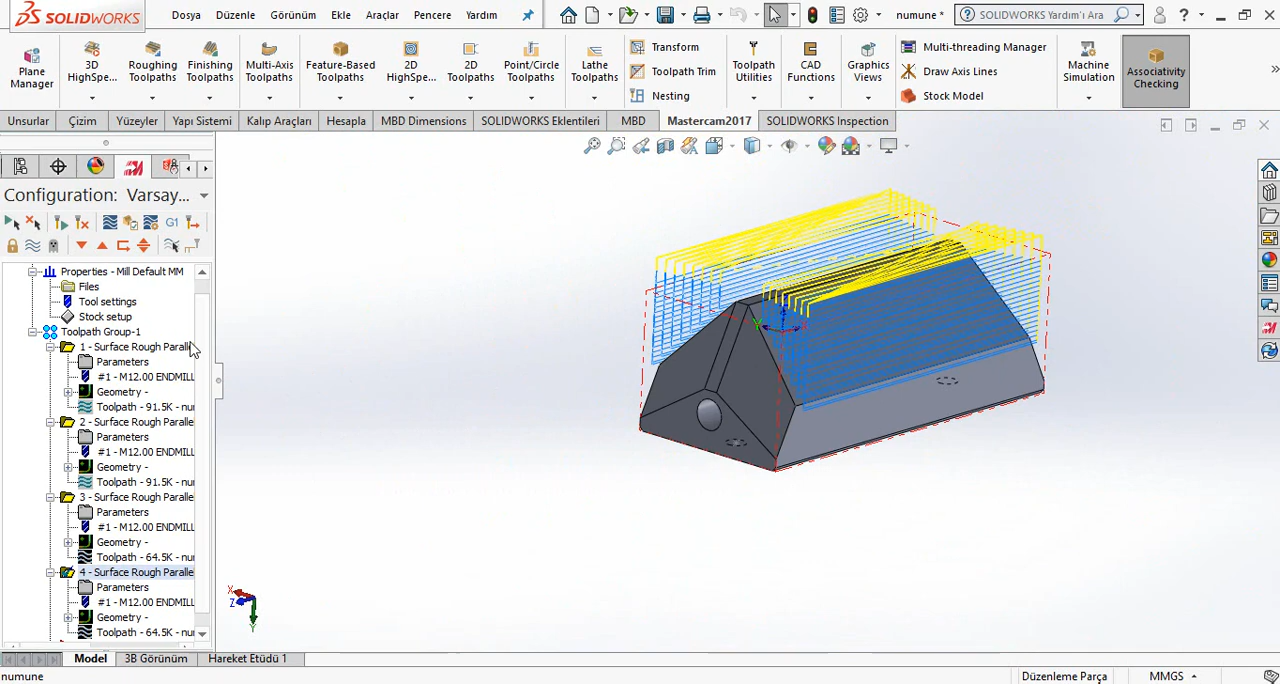 SOLIDWORKS
Dosya Düzenle Görünüm Ekle Araçlar Pencere Yardım
numune *
SOLIDWORKS Yardım'ı Ara
Plane Manager
3D HighSpe...
Roughing Toolpaths
Finishing Toolpaths
Multi-Axis Toolpaths
Feature-Based Toolpaths
2D HighSpe...
2D Toolpaths
Point/Circle Toolpaths
Lathe Toolpaths
Transform
Toolpath Trim
Nesting
Toolpath Utilities
CAD Functions
Graphics Views
Multi-threading Manager
Draw Axis Lines
Stock Model
Machine Simulation
Associativity Checking
Unsurlar Çizim Yüzeyler Yapı Sistemi Kalıp Araçları Hesapla MBD Dimensions SOLIDWORKS Eklentileri MBD Mastercam2017 SOLIDWORKS Inspection
Configuration: Varsay...
G1
Properties - Mill Default MM
Files
Tool settings
Stock setup
Toolpath Group-1
1 - Surface Rough Paralle
Parameters
#1 - M12.00 ENDMILL
Geometry -
Toolpath - 91.5K - nu
2 - Surface Rough Paralle
Parameters
#1 - M12.00 ENDMILL
Geometry -
Toolpath - 91.5K - nu
3 - Surface Rough Paralle
Parameters
#1 - M12.00 ENDMILL
Geometry -
Toolpath - 64.5K - nu
4 - Surface Rough Paralle
Parameters
#1 - M12.00 ENDMILL
Geometry -
Toolpath - 64.5K - nu
Y
X
Z
Y
Model 3B Görünüm Hareket Etüdü 1
numune
Düzenleme Parça
MMGS